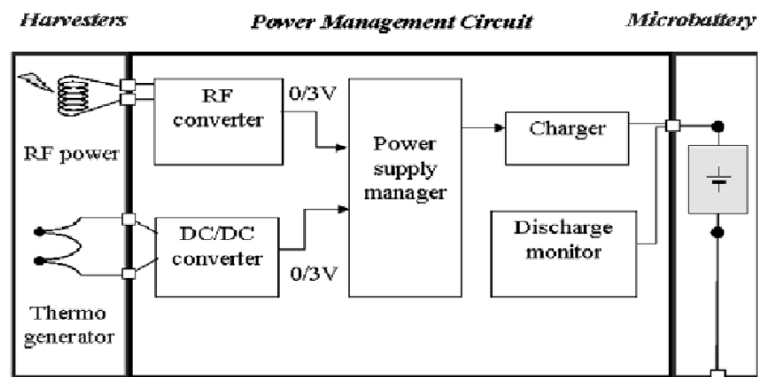 Harvesters
Power Management Circuit
Microbattery
RF
converter
0/3V
RF power
Power
supply
manager
Charger
DC/DC
converter
0/3V
Discharge
monitor
Thermo
generator